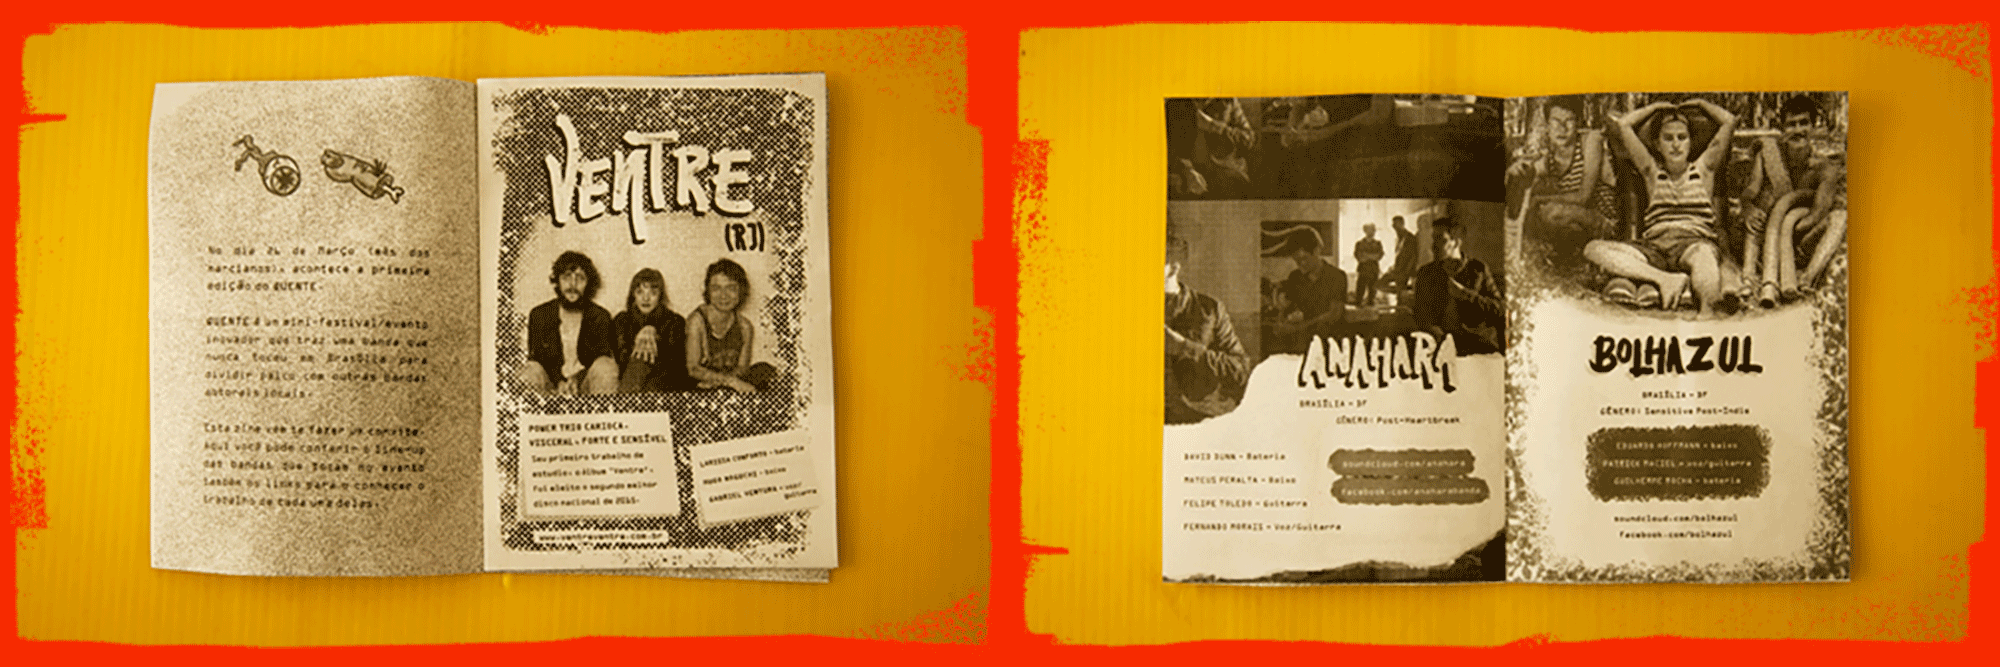 No dia 26 de março (mês dos
marcianos), acontece a primeira
edição do QUENTE.
QUENTE é um mini-festival/evento
inovador que traz uma banda que
nunca tocou em Brasília para
dividir palco com outras bandas
autorais locais.
Esta zine vem te fazer um convite.
Aqui você pode conferir o line-up
das bandas que tocam no evento
também os links para conhecer o
trabalho de cada uma delas.
VENTRE
(RJ)
POWER TRIO CARIOCA.
VISCERAL, FORTE E SENSÍVEL
Seu primeiro trabalho de
estúdio, o álbum "Ventre",
foi eleito o segundo melhor
disco nacional de 2015.
LARISSA CONFORTO - bateria
HUGO NOGUCHI - baixo
GABRIEL VENTURA - voz/
guitarra
www.ventreventre.com.br
ANAHARA
BRASÍLIA - DF
GÊNERO: Post-Heartbreak
DAVID DUNN - Bateria
MATEUS PERALTA - Baixo
FELIPE TOLEDO - Guitarra
FERNANDO MORAIS - Voz/Guitarra
soundcloud.com/anahara
facebook.com/anaharabanda
BOLHAZUL
BRASÍLIA - DF
GÊNERO: Sensitive Post-Indie
EDUARDO HOFFMANN - baixo
PATRICK MACIEL - voz/guitarra
GUILHERME ROCHA - bateria
soundcloud.com/bolhazul
facebook.com/bolhazul